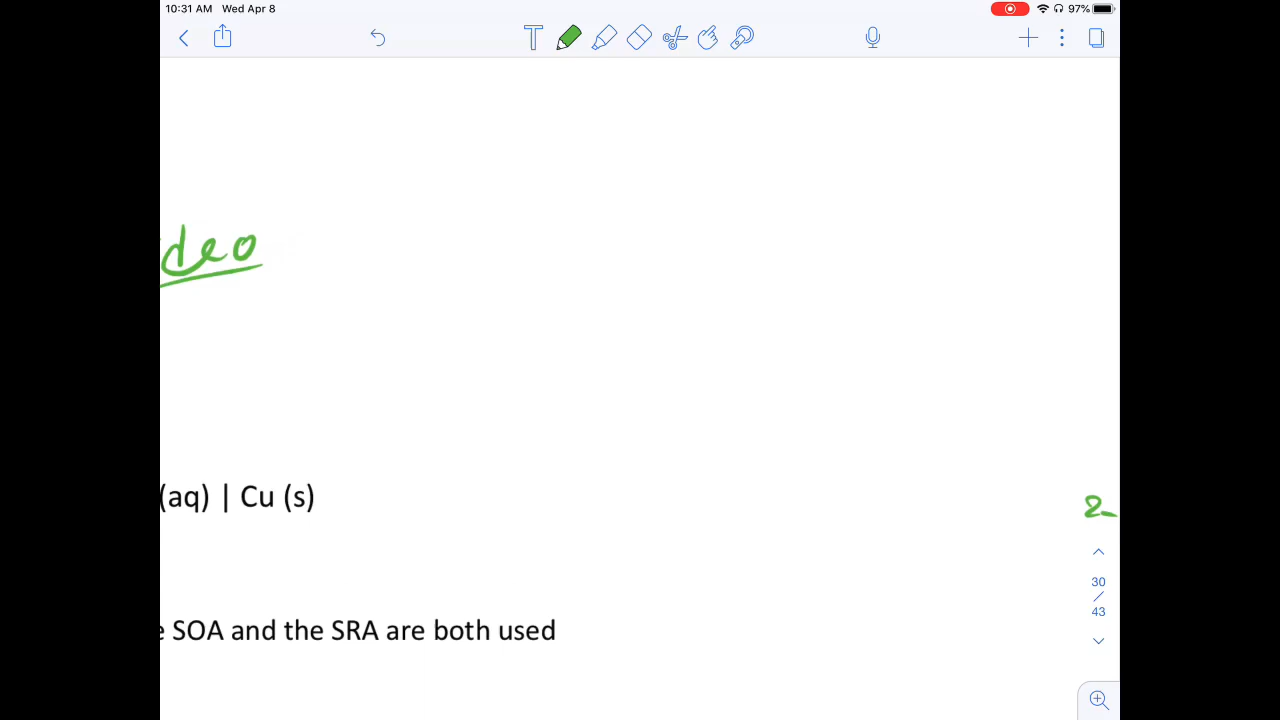 10:31 AM Wed Apr 8 97%
T
deo
(aq) | Cu (s)
2-
30
/
43
e SOA and the SRA are both used